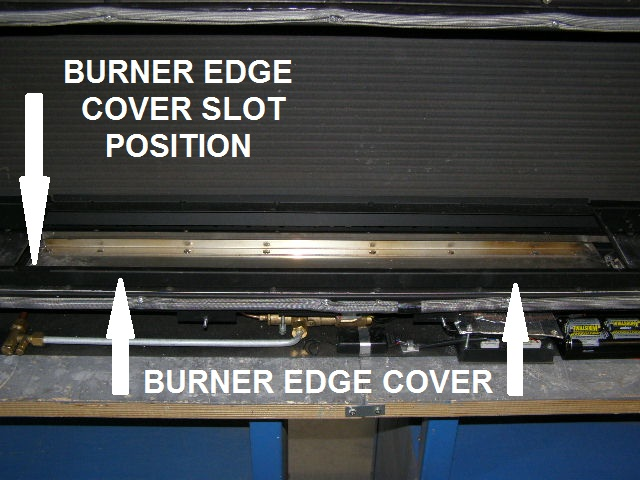 BURNER EDGE
COVER SLOT
POSITION
BURNER EDGE COVER